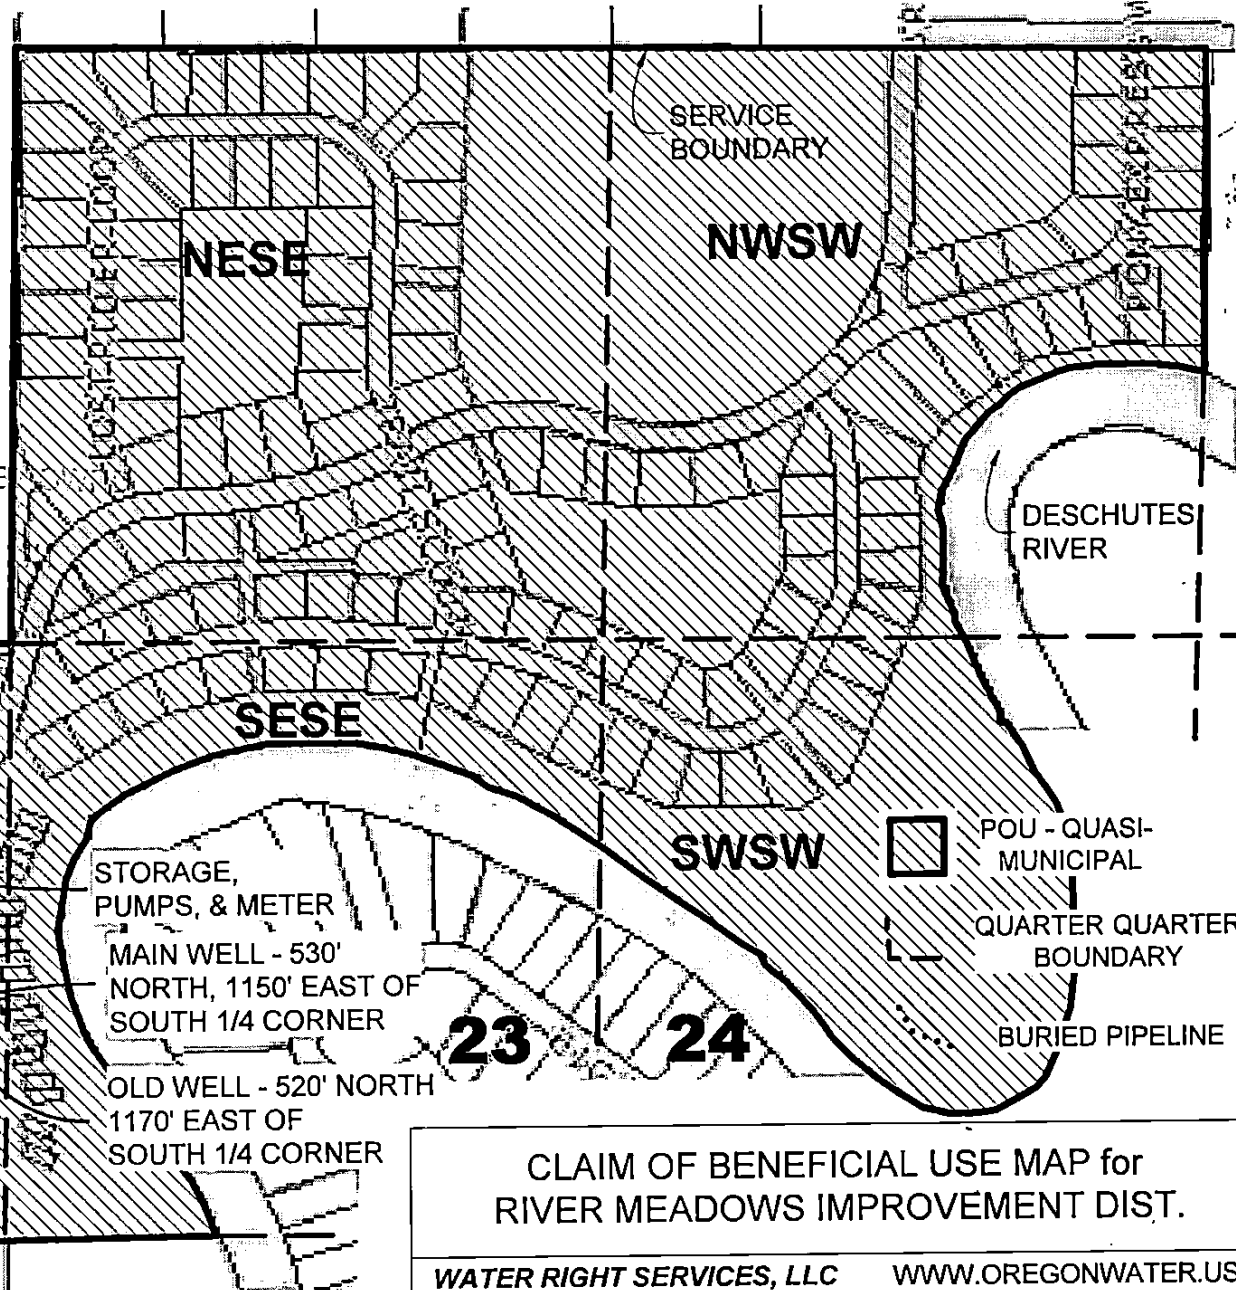 SERVICE
BOUNDARY
NESE
NWSW
DESCHUTES
RIVER
SESE
SWSW
POU - QUASI-
MUNICIPAL
STORAGE,
PUMPS, & METER
QUARTER QUARTER
BOUNDARY
MAIN WELL - 530'
NORTH, 1150' EAST OF
SOUTH 1/4 CORNER
23
24
BURIED PIPELINE
OLD WELL - 520' NORTH
1170' EAST OF
SOUTH 1/4 CORNER
CLAIM OF BENEFICIAL USE MAP for
RIVER MEADOWS IMPROVEMENT DIST.
WATER RIGHT SERVICES, LLC WWW.OREGONWATER.US